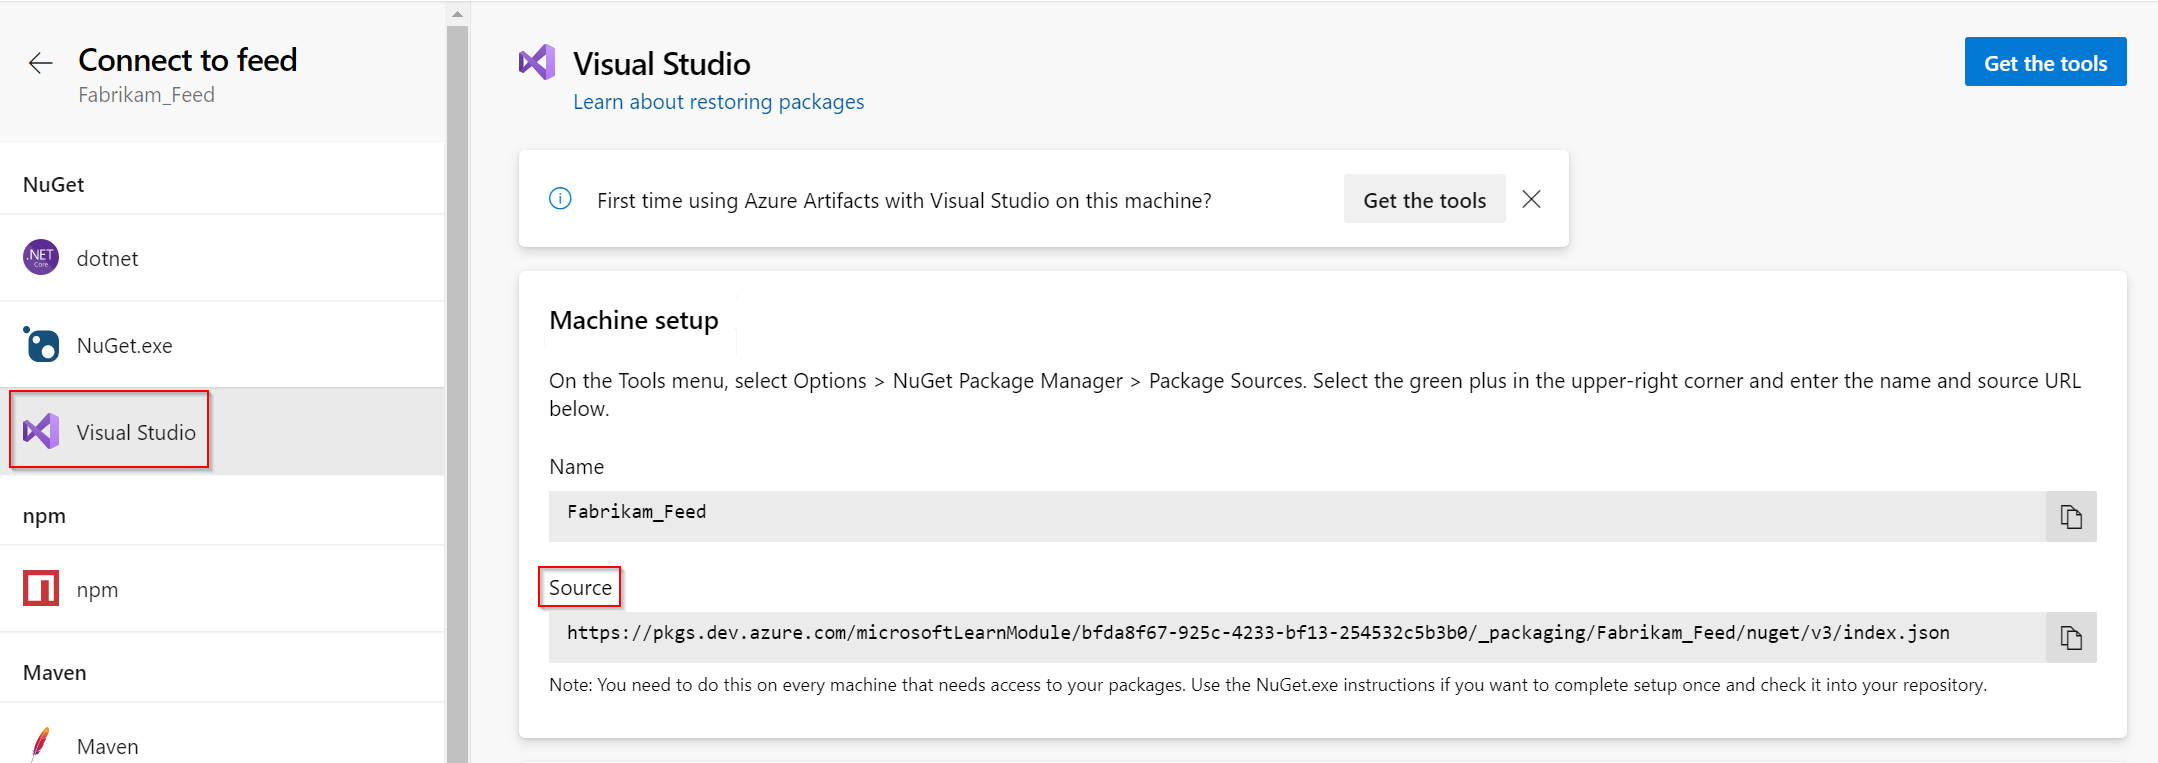 Connect to feed
Fabrikam_Feed
NuGet
.NET
Core
dotnet
NuGet.exe
Visual Studio
npm
npm
Maven
Maven
Visual Studio
Learn about restoring packages
Get the tools
First time using Azure Artifacts with Visual Studio on this machine?
Get the tools
Machine setup
On the Tools menu, select Options > NuGet Package Manager > Package Sources. Select the green plus in the upper-right corner and enter the name and source URL
below.
Name
Fabrikam_Feed
Source
https://pkgs.dev.azure.com/microsoftLearnModule/bfda8f67-925c-4233-bf13-254532c5b3b0/_packaging/Fabrikam_Feed/nuget/v3/index.json
Note: You need to do this on every machine that needs access to your packages. Use the NuGet.exe instructions if you want to complete setup once and check it into your repository.